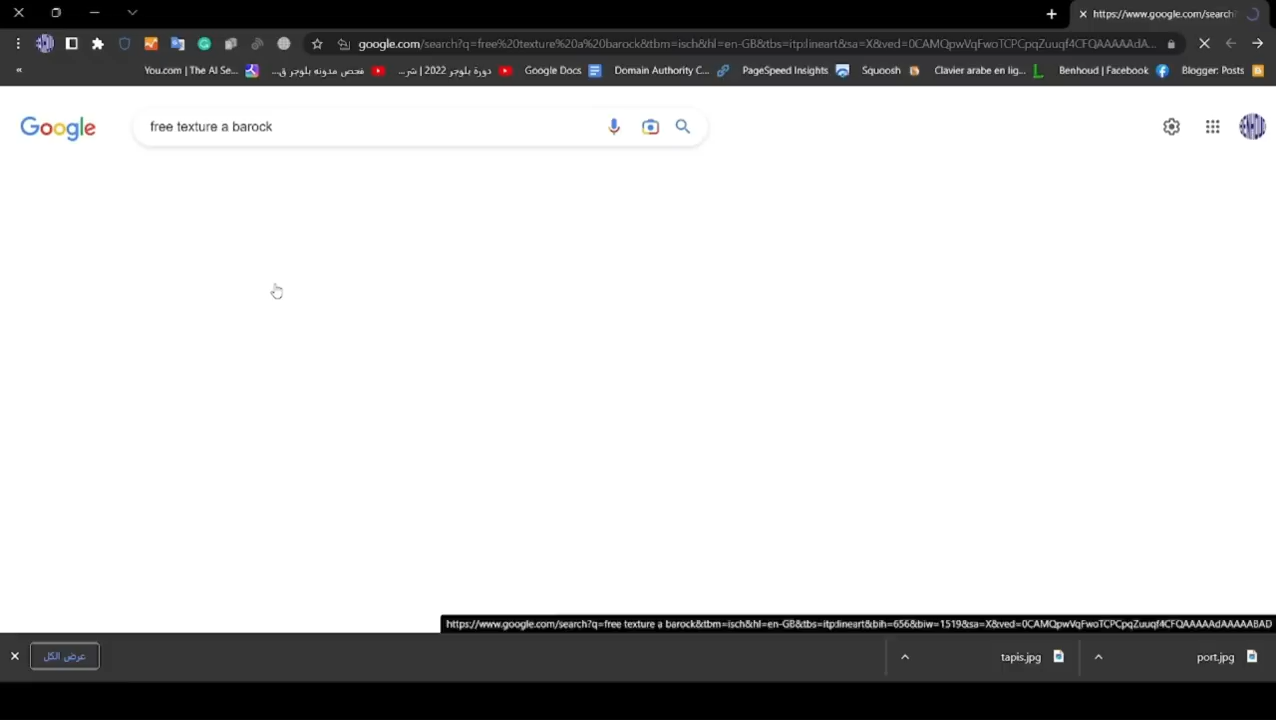 https://www.google.com/search?
google.com/search?q=free%20texture%20a%20barock&tbm=isch&hl=en-GB&tbs=itp:lineart&sa=X&ved=0CAMQpwVqFwoTCPCpqZuuqf4CFQAAAAAdA...
« You.com | The AI Se... فحص مدونه بلوجر ق... دورة بلوجر 2022 | شر... Google Docs Domain Authority C... PageSpeed Insights Squoosh Clavier arabe en lig... Benhoud | Facebook Blogger: Posts
Google free texture a barock
https://www.google.com/search?q=free texture a barock&tbm=isch&hl=en-GB&tbs=itp:lineart&bih=656&biw=1519&sa=X&ved=0CAMQpwVqFwoTCPCpqZuuqf4CFQAAAAAdAAAAABAD
عرض الكل tapis.jpg port.jpg